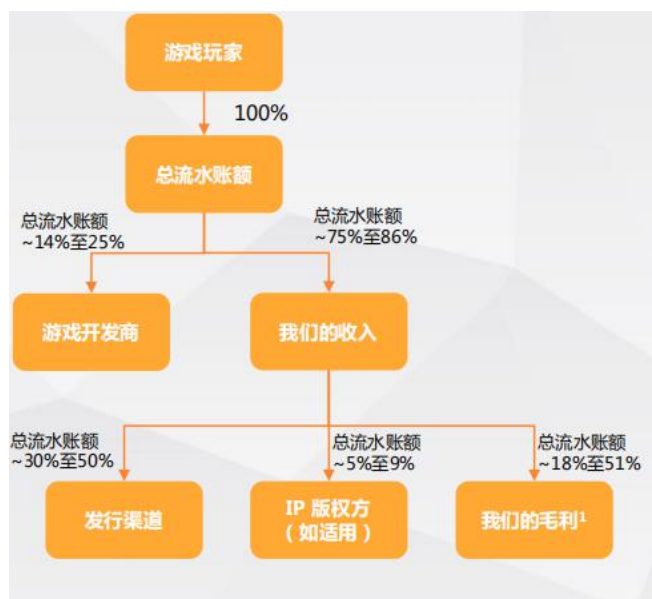 游戏玩家
100%
总流水账额
总流水账额
~14%至25%
总流水账额
~75%至86%
游戏开发商
我们的收入
总流水账额
~30%至50%
总流水账额
~5%至9%
总流水账额
~18%至51%
发行渠道
IP 版权方
（如适用）
我们的毛利¹